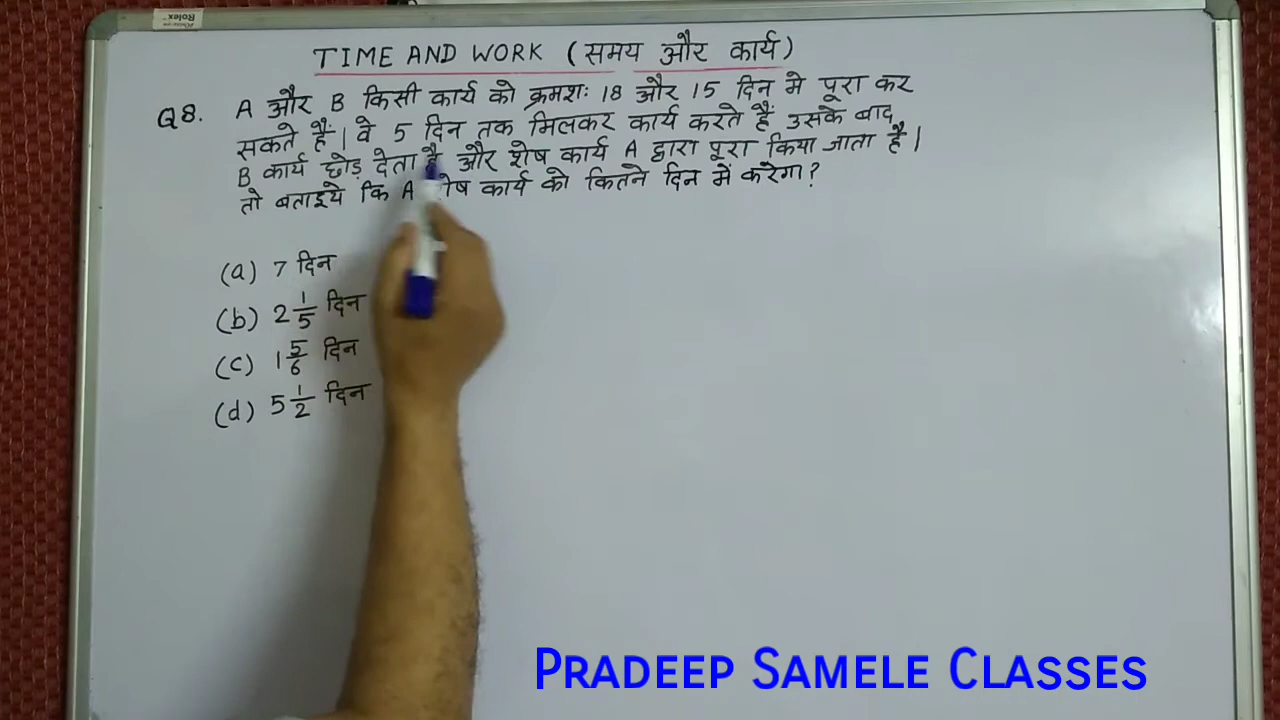 TIME AND WORK (समय और कार्य)
Q8. A और B किसी कार्य को क्रमशः 18 और 15 दिन मे पूरा कर
सकते हैं। वे 5 दिन तक मिलकर कार्य करते हैं उसके बाद
B कार्य छोड़ देता है और शेष कार्य A द्वारा पूरा किया जाता है।
तो बताइये कि A शेष कार्य को कितने दिन में करेगा?
(a) 7 दिन
(b) 2 1/5 दिन
(c) 1 5/6 दिन
(d) 5 1/2 दिन
PRADEEP SAMELE CLASSES
Rolex